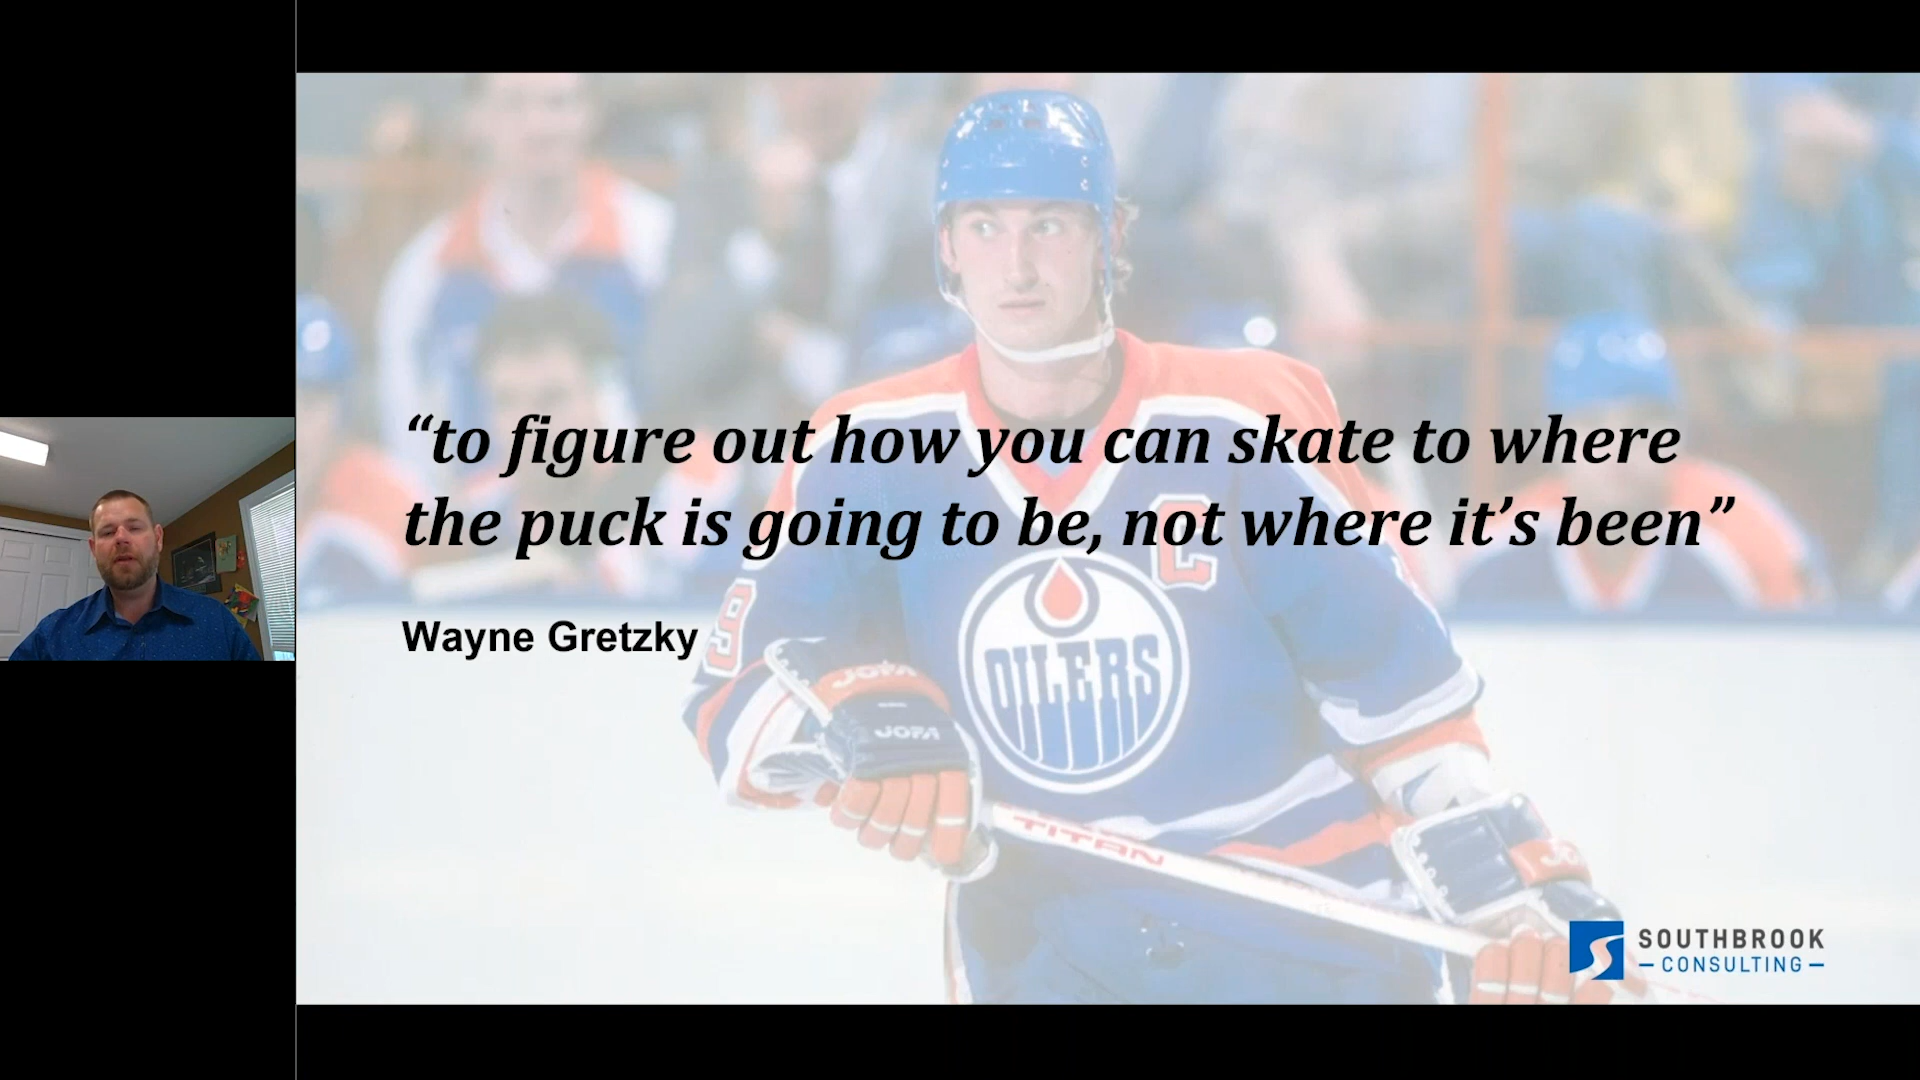 “to figure out how you can skate to where
the puck is going to be, not where it’s been”
Wayne Gretzky
C
9
OILERS
JOFA
JOFA
TITAN
SOUTHBROOK
CONSULTING